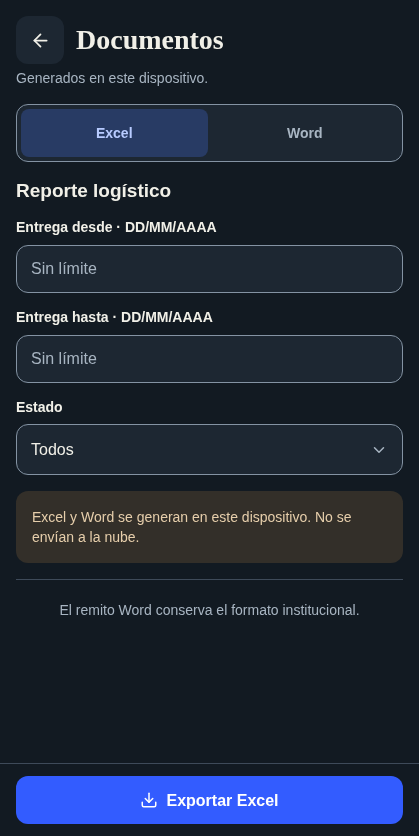 Documentos
Generados en este dispositivo.
Excel
Word
Reporte logístico
Entrega desde · DD/MM/AAAA
Sin límite
Entrega hasta · DD/MM/AAAA
Sin límite
Estado
Todos
Excel y Word se generan en este dispositivo. No se
envían a la nube.
El remito Word conserva el formato institucional.
Exportar Excel